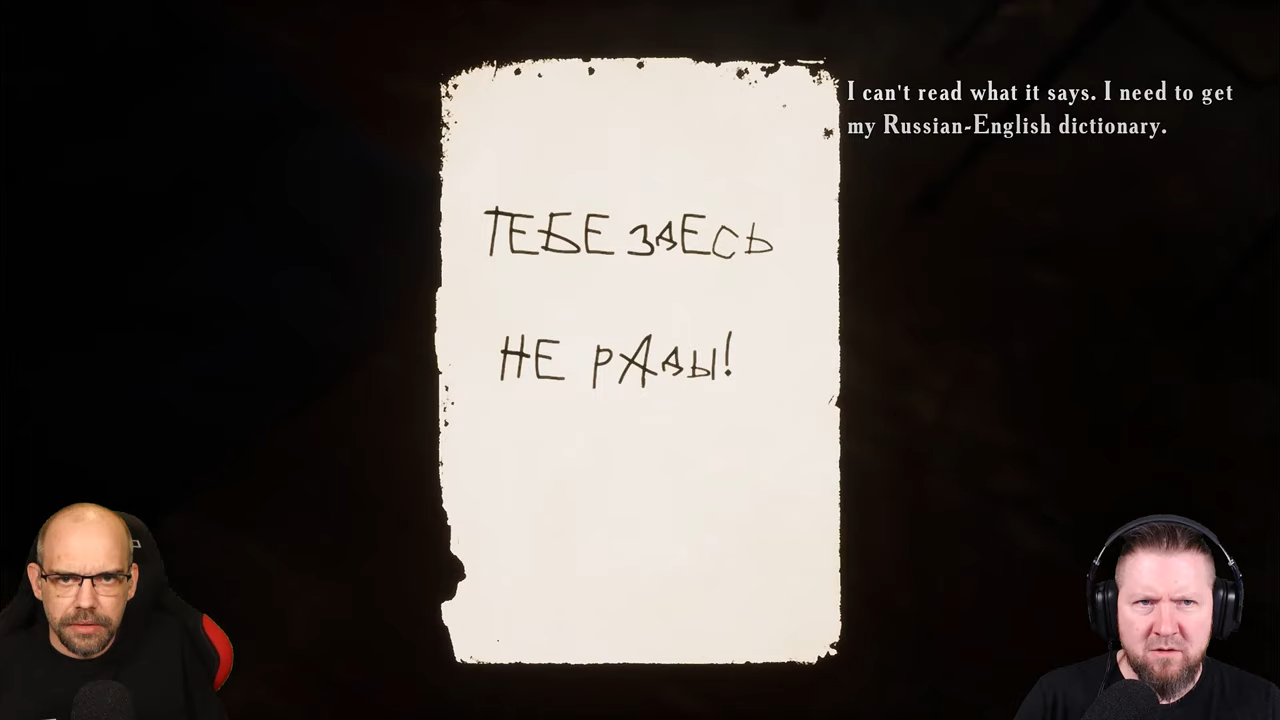 I can't read what it says. I need to get
my Russian-English dictionary.
ТЕБЕ ЗДЕСЬ
НЕ РАДЫ!